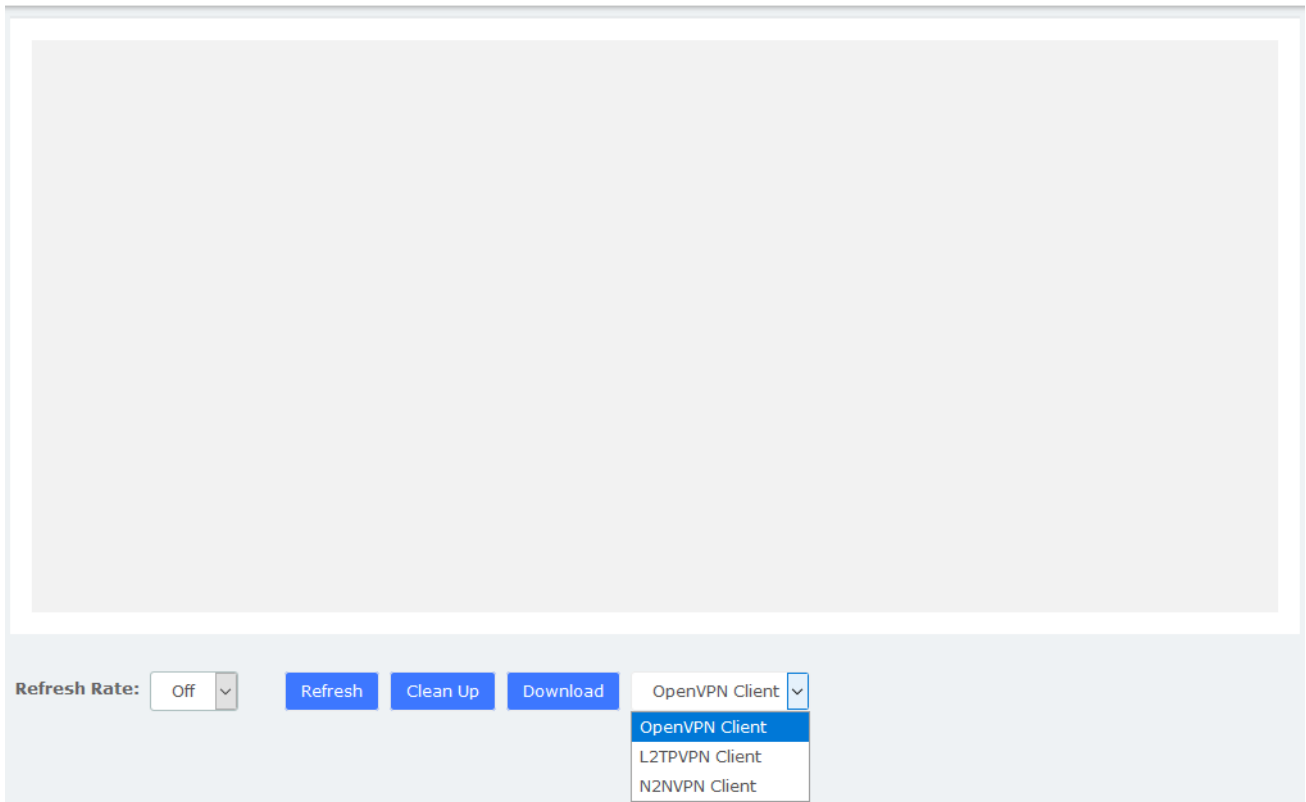 Refresh Rate: Off Refresh Clean Up Download OpenVPN Client
OpenVPN Client
L2TPVPN Client
N2NVPN Client